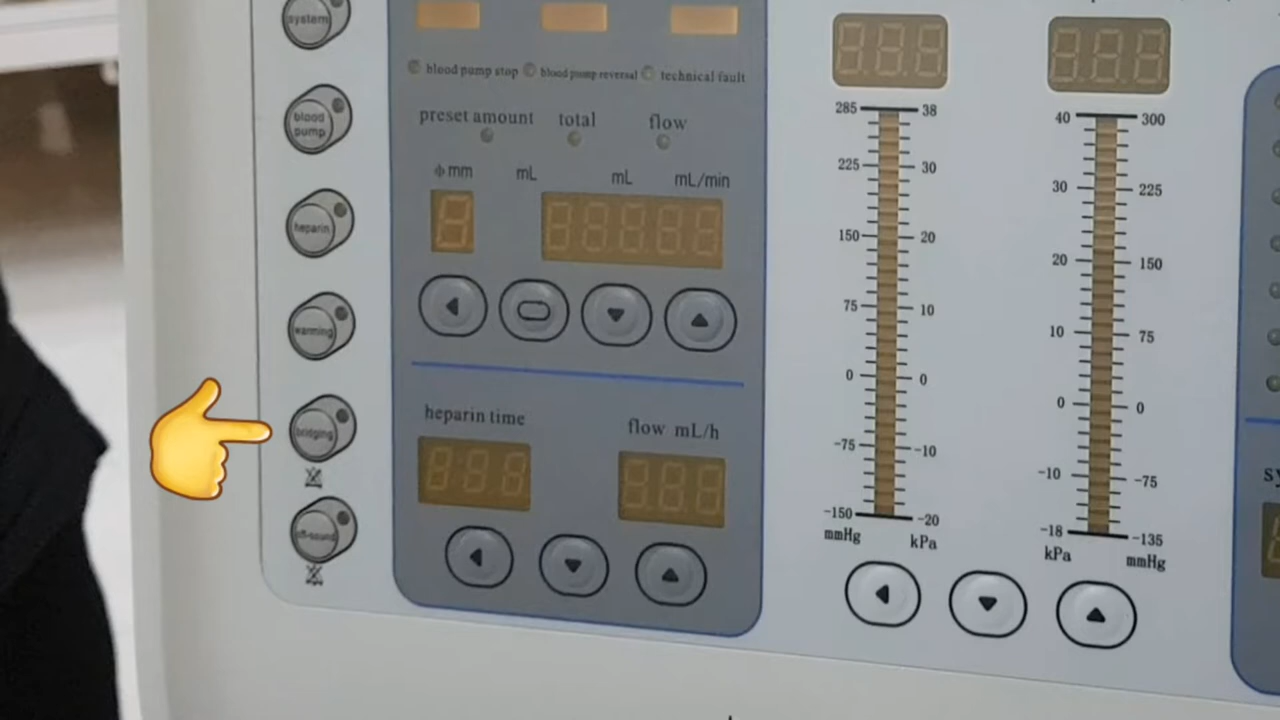 system
blood pump
heparin
warming
bridging
off-sound
blood pump stop blood pump reversal technical fault
preset amount total flow
ϕ mm mL mL mL/min
heparin time flow mL/h
285 38
225 30
150 20
75 10
0 0
-75 -10
-150 -20
mmHg kPa
40 300
30 225
20 150
10 75
0 0
-10 -75
-18 -135
kPa mmHg